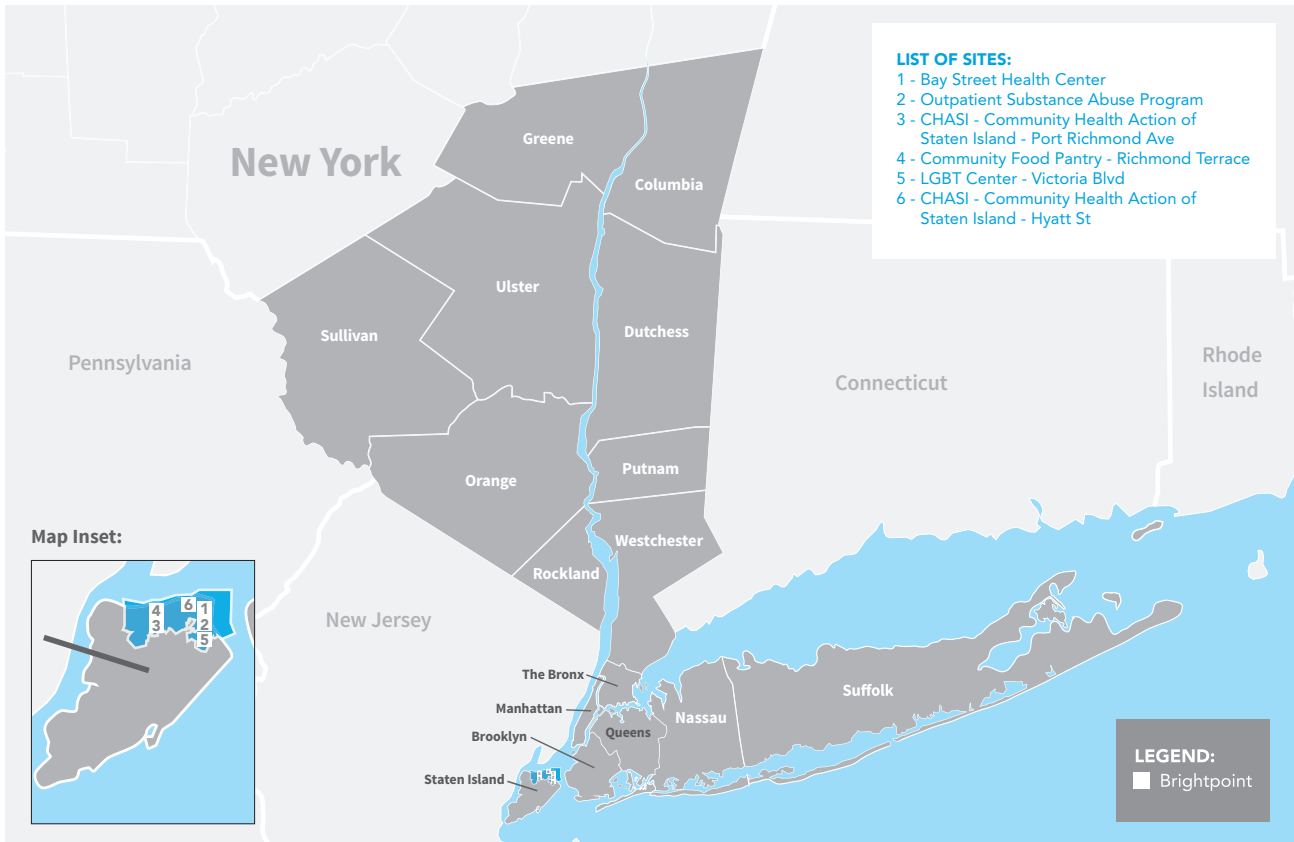 LIST OF SITES:
1 - Bay Street Health Center
2 - Outpatient Substance Abuse Program
3 - CHASI - Community Health Action of
Staten Island - Port Richmond Ave
4 - Community Food Pantry - Richmond Terrace
5 - LGBT Center - Victoria Blvd
6 - CHASI - Community Health Action of
Staten Island - Hyatt St
New York
Greene
Columbia
Ulster
Sullivan
Dutchess
Pennsylvania
Connecticut
Rhode
Island
Orange
Putnam
Westchester
Rockland
New Jersey
Map Inset:
4
3
6
1
2
5
The Bronx
Manhattan
Brooklyn
Queens
Nassau
Suffolk
Staten Island
LEGEND:
Brightpoint